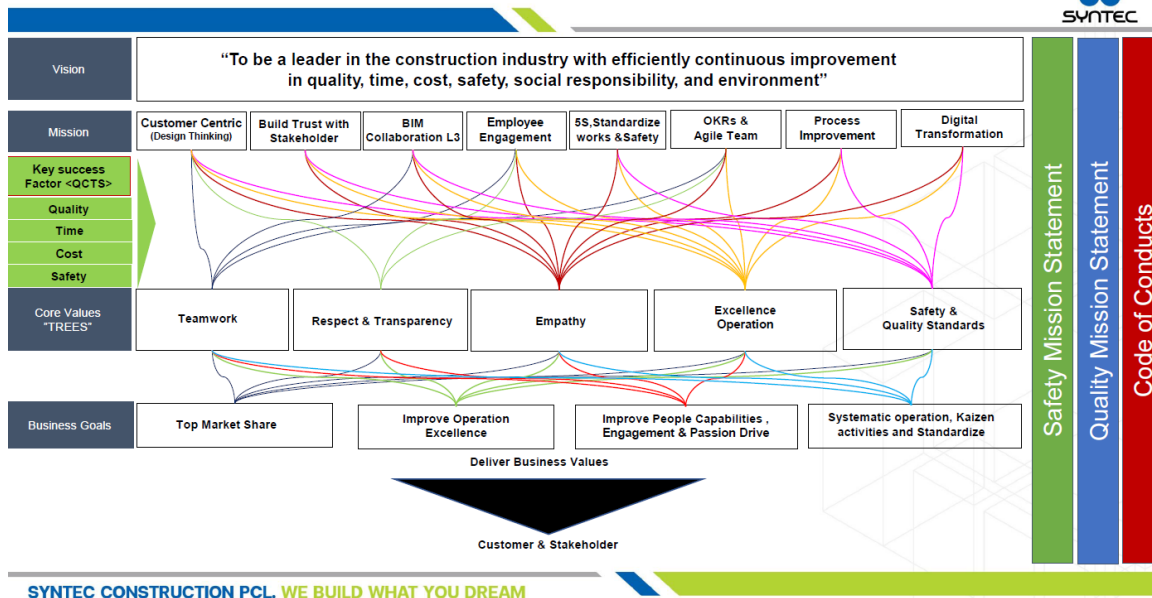 SYNTEC
Vision
“To be a leader in the construction industry with efficiently continuous improvement
in quality, time, cost, safety, social responsibility, and environment”
Mission
Customer Centric
(Design Thinking)
Build Trust with
Stakeholder
BIM
Collaboration L3
Employee
Engagement
5S,Standardize
works &Safety
OKRs &
Agile Team
Process
Improvement
Digital
Transformation
Key success
Factor <QCTS>
Quality
Time
Cost
Safety
Core Values
"TREES"
Teamwork
Respect & Transparency
Empathy
Excellence
Operation
Safety &
Quality Standards
Business Goals
Top Market Share
Improve Operation
Excellence
Improve People Capabilities ,
Engagement & Passion Drive
Systematic operation, Kaizen
activities and Standardize
Deliver Business Values
Customer & Stakeholder
Safety Mission Statement
Quality Mission Statement
Code of Conducts
SYNTEC CONSTRUCTION PCL. WE BUILD WHAT YOU DREAM